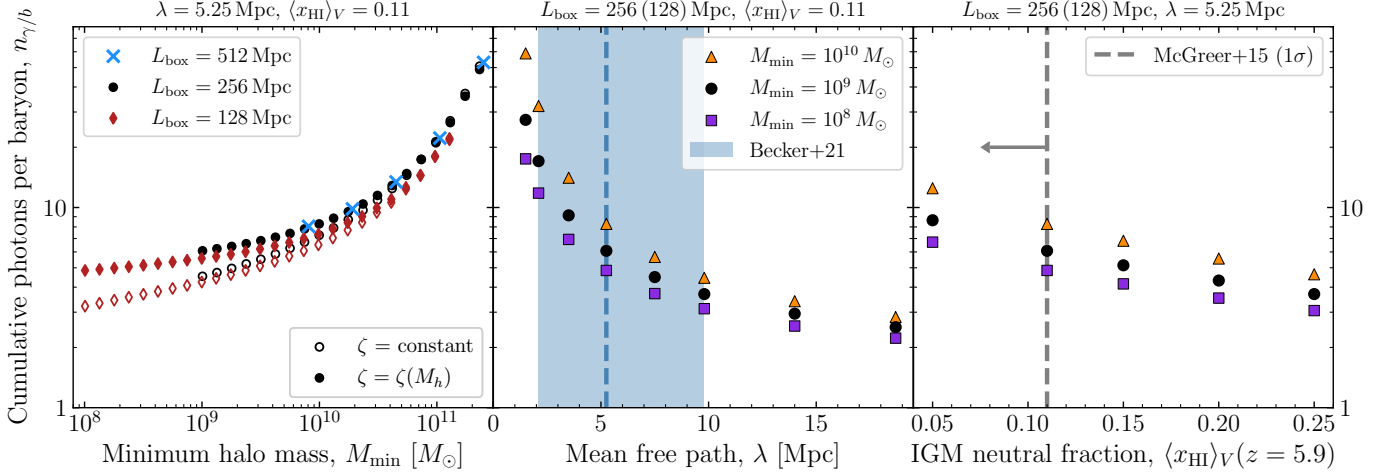 λ = 5.25 Mpc, ⟨x_HI⟩_V = 0.11
L_box = 256 (128) Mpc, ⟨x_HI⟩_V = 0.11
L_box = 256 (128) Mpc, λ = 5.25 Mpc
Cumulative photons per baryon, n_γ/b
10
1
L_box = 512 Mpc
L_box = 256 Mpc
L_box = 128 Mpc
ζ = constant
ζ = ζ(M_h)
10^8
10^9
10^10
10^11
Minimum halo mass, M_min [M_⊙]
M_min = 10^10 M_⊙
M_min = 10^9 M_⊙
M_min = 10^8 M_⊙
Becker+21
0
5
10
15
Mean free path, λ [Mpc]
McGreer+15 (1σ)
10
1
0.05
0.10
0.15
0.20
0.25
IGM neutral fraction, ⟨x_HI⟩_V(z = 5.9)